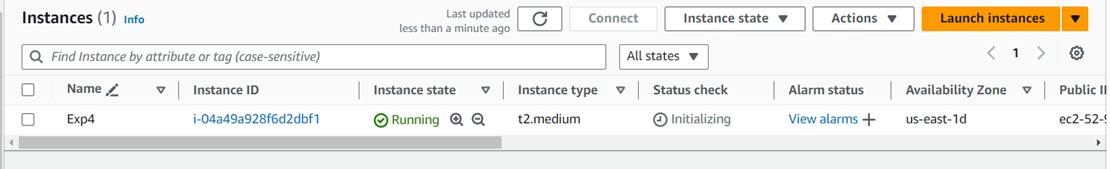 Instances (1) Info
Last updated
less than a minute ago
Connect
Instance state
Actions
Launch instances
Find Instance by attribute or tag (case-sensitive)
All states
1
Name Instance ID Instance state Instance type Status check Alarm status Availability Zone Public
Exp4 i-04a49a928f6d2dbf1 Running t2.medium Initializing View alarms + us-east-1d ec2-52-